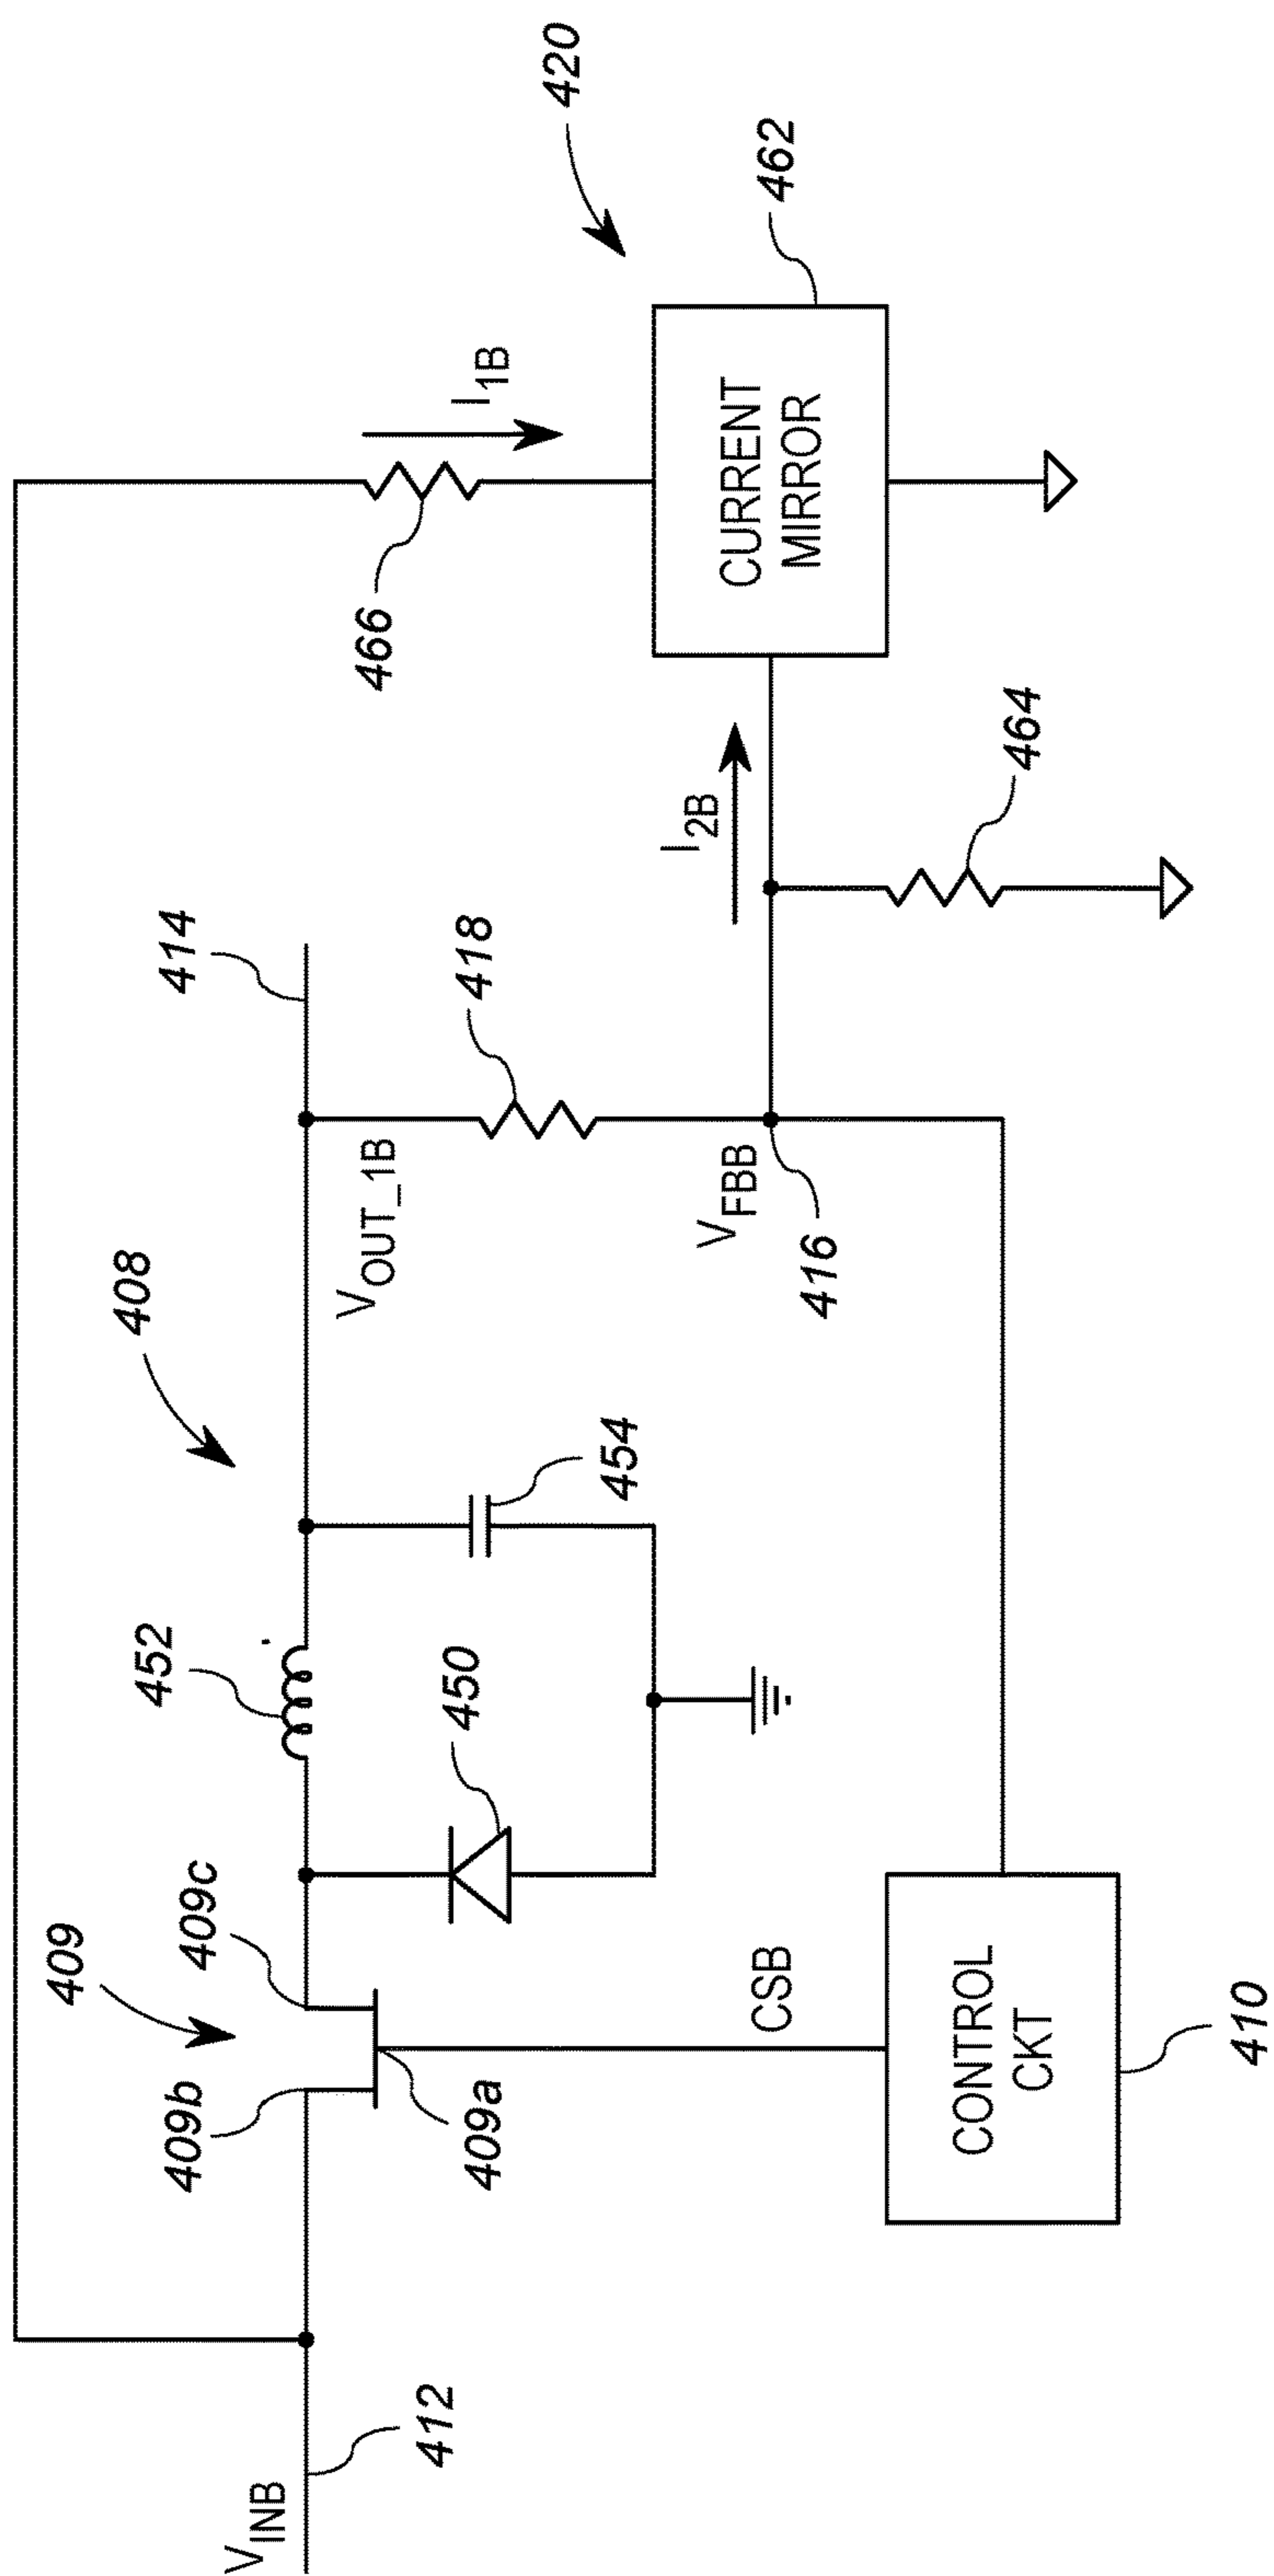 420
I1B
462
466
CURRENT
MIRROR
414
418
I2B
464
408
VOUT_1B
VFBB
416
452
454
450
409
409c
409b
409a
CSB
CONTROL
CKT
410
VINB
412